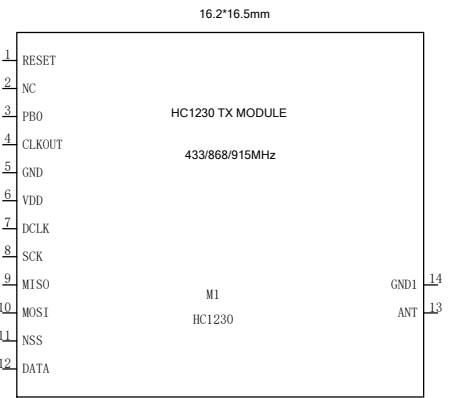 16.2*16.5mm
1 RESET
2 NC
3 PBO
4 CLKOUT
5 GND
6 VDD
7 DCLK
8 SCK
9 MISO
10 MOSI
11 NSS
12 DATA
HC1230 TX MODULE
433/868/915MHz
M1
HC1230
GND1 14
ANT 13